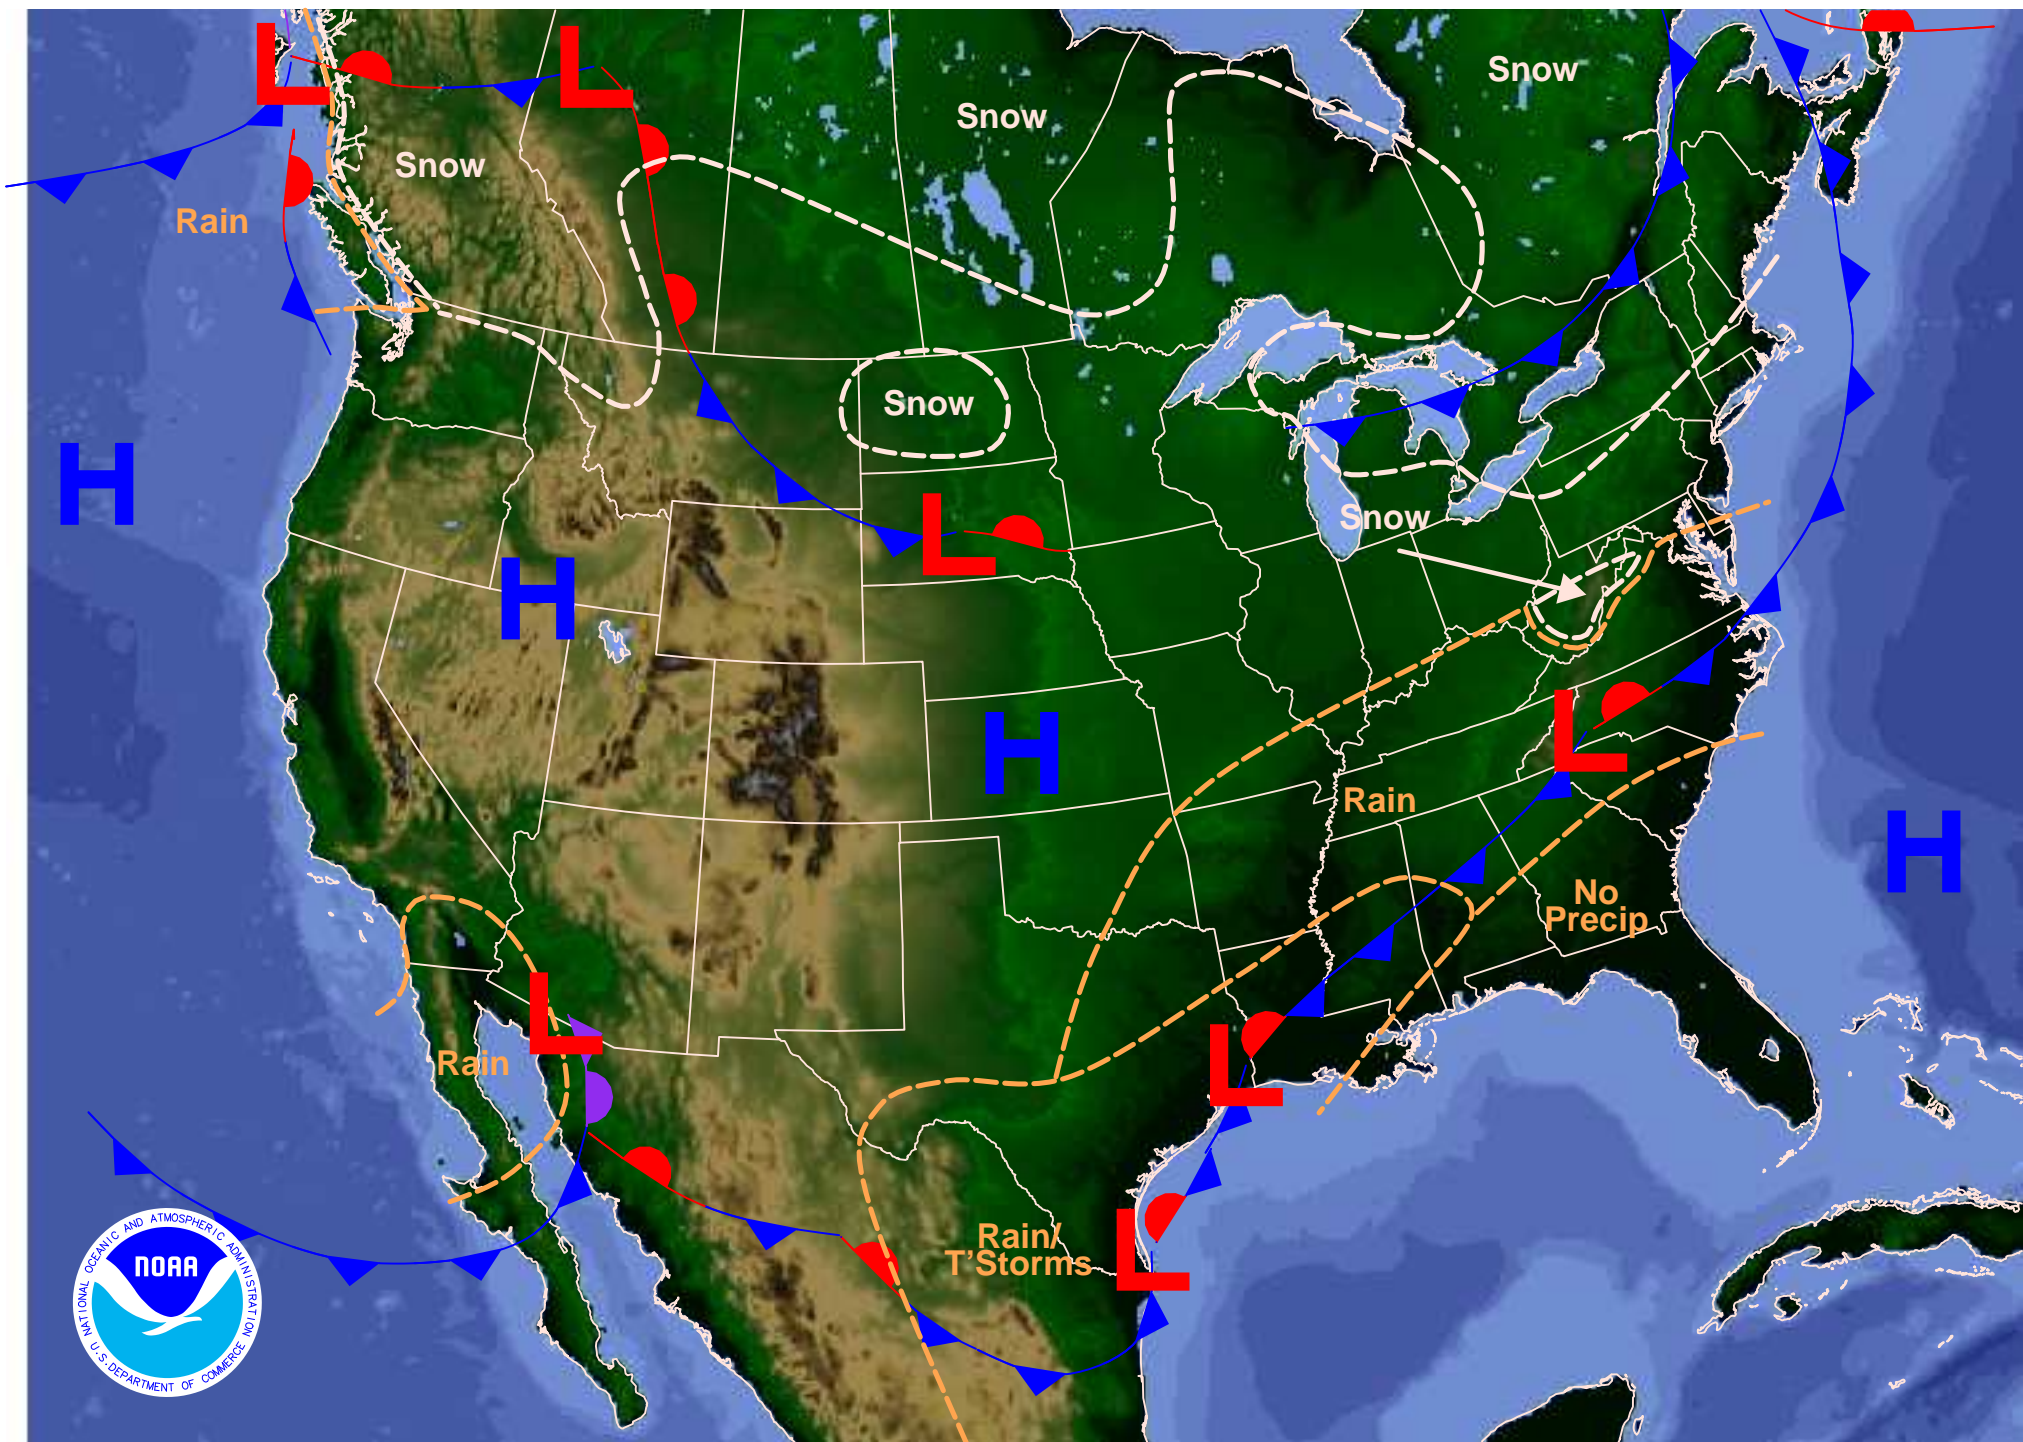 L
L
Snow
Snow
Snow
Rain
Snow
H
L
Snow
H
L
H
Rain
H
No
Precip
L
L
Rain
Rain/
T'Storms
L
NATIONAL OCEANIC AND ATMOSPHERIC ADMINISTRATION
NOAA
U.S. DEPARTMENT OF COMMERCE